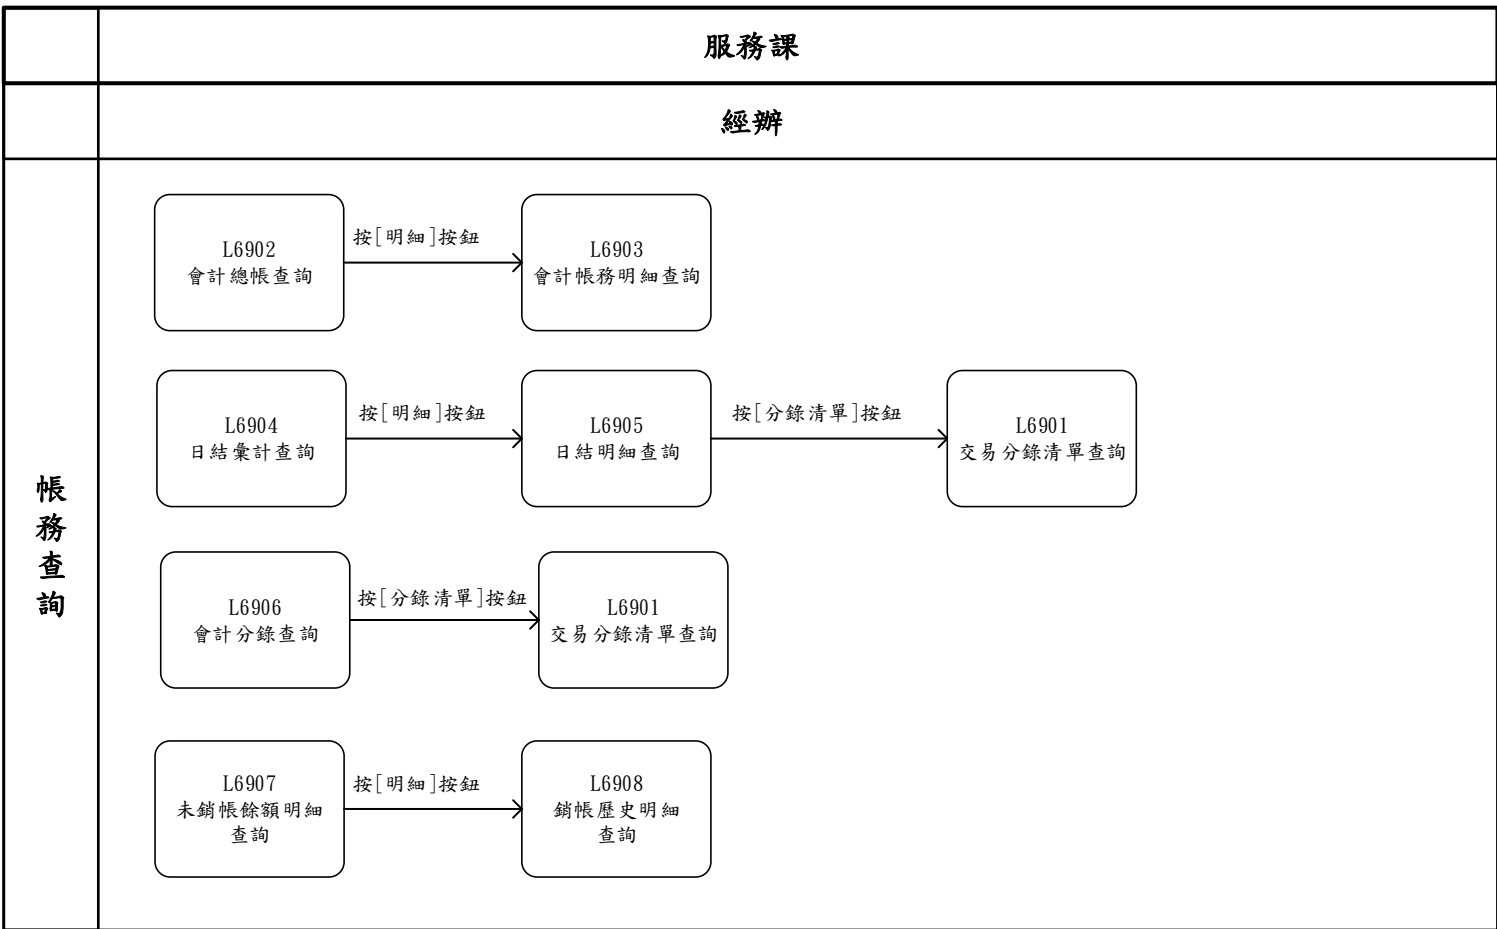 服務課
經辦
帳務查詢
L6902
會計總帳查詢
按[明細]按鈕
L6903
會計帳務明細查詢
L6904
日結彙計查詢
按[明細]按鈕
L6905
日結明細查詢
按[分錄清單]按鈕
L6901
交易分錄清單查詢
L6906
會計分錄查詢
按[分錄清單]按鈕
L6901
交易分錄清單查詢
L6907
未銷帳餘額明細
查詢
按[明細]按鈕
L6908
銷帳歷史明細
查詢